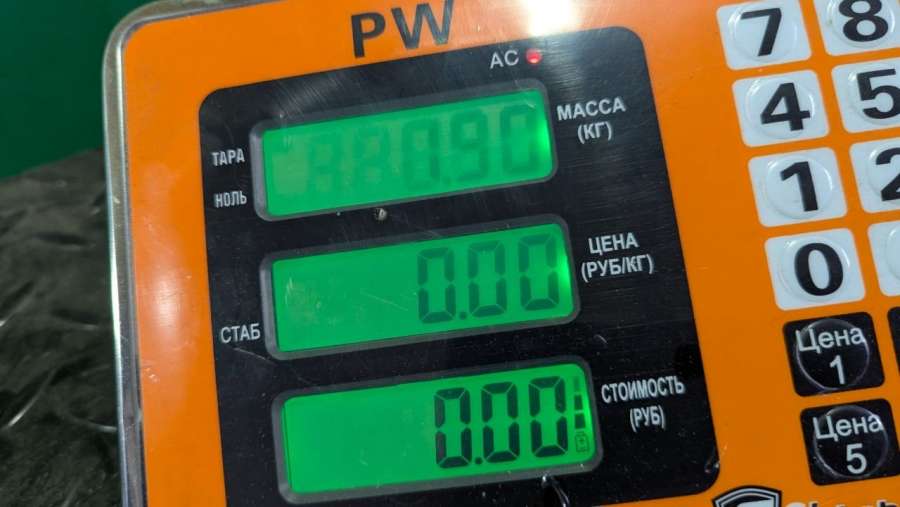 PW
AC
7 8
МАССА
(КГ)
ТАРА
4 5
НОЛЬ
1 2
ЦЕНА
(РУБ/КГ)
0.00
0
СТАБ
Цена
1
СТОИМОСТЬ
(РУБ)
0.00
Цена
5